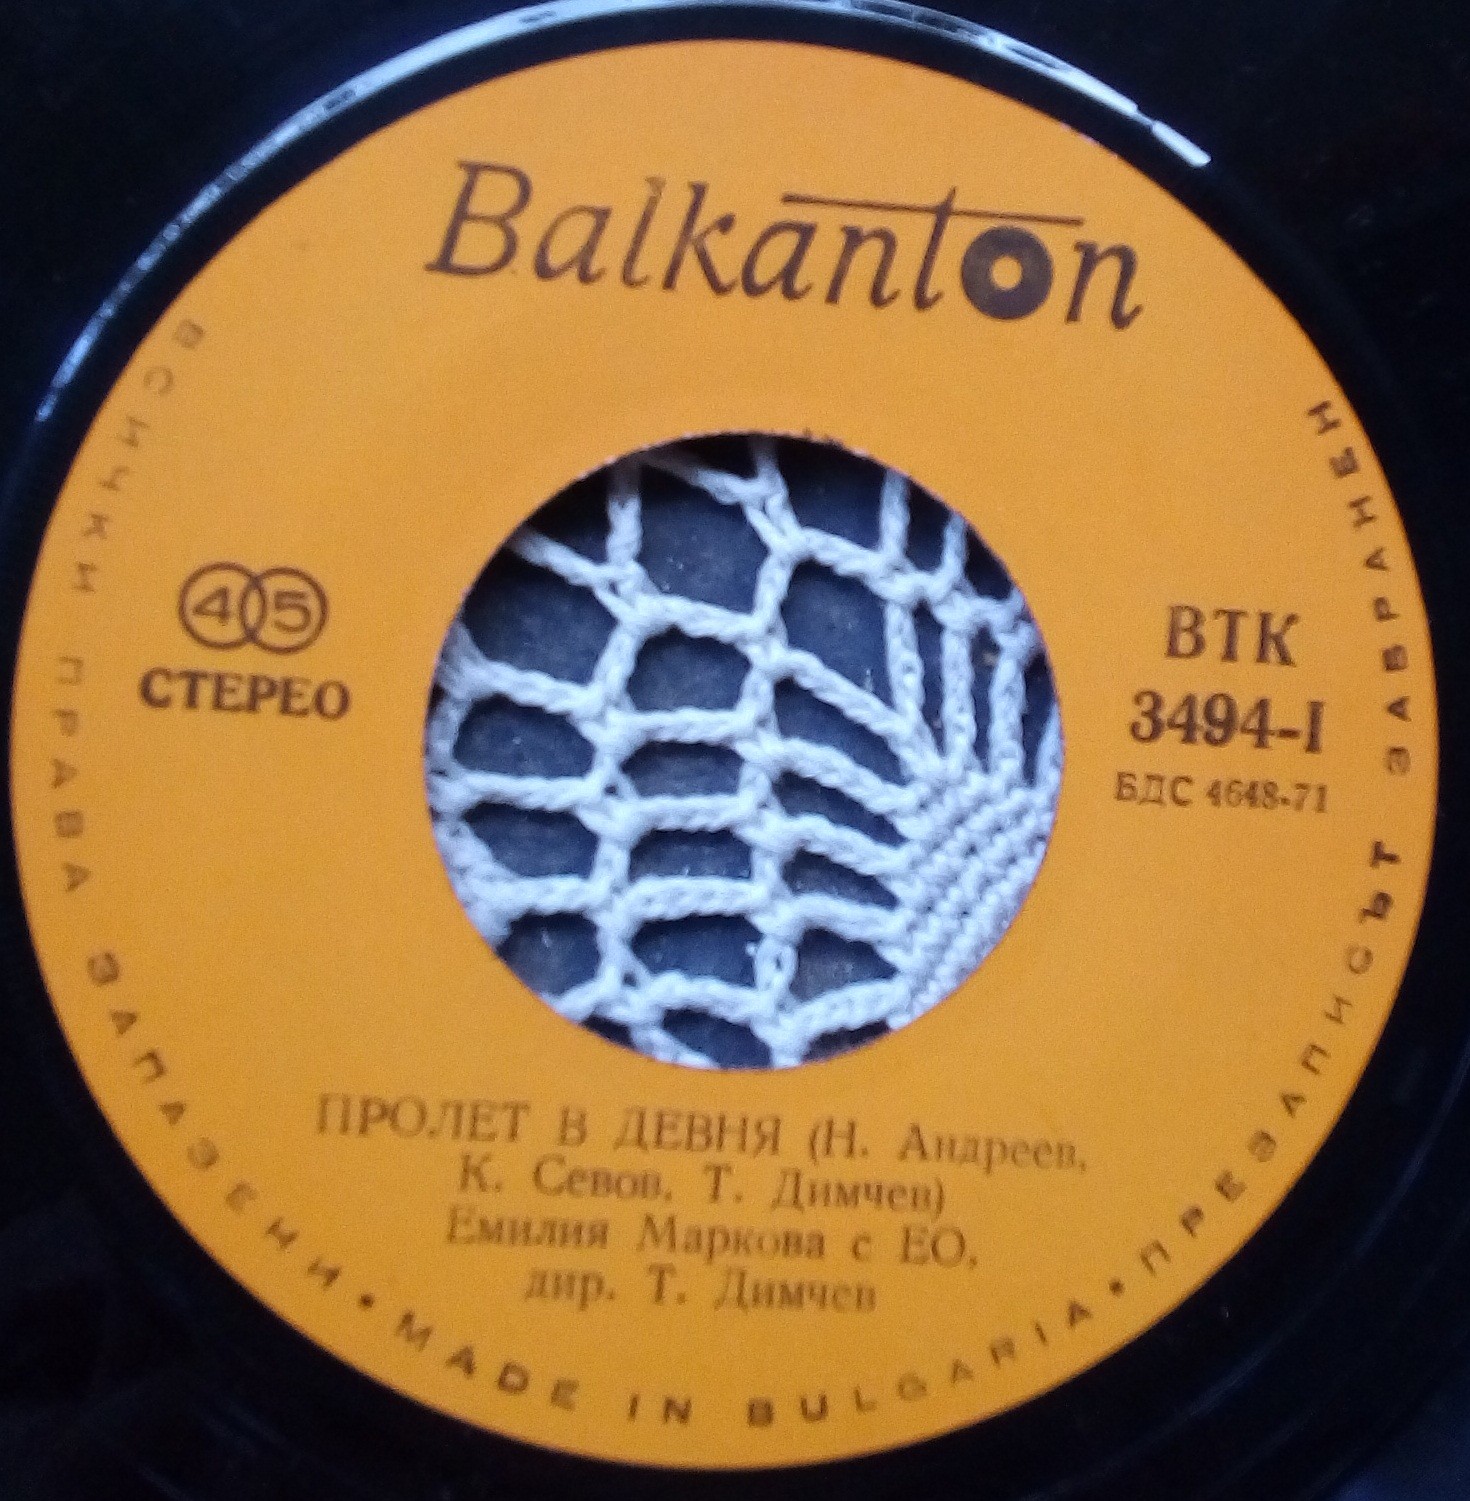 Balkanton
45
СТЕРЕО
ВТК
3494-I
БДС 4648-71
ПРОЛЕТ В ДЕВНЯ (Н. Андреев,
К. Севов, Т. Димчев)
Емилия Маркова с ЕО,
дир. Т. Димчев
ВСИЧКИ ПРАВА ЗАПАЗЕНИ • MADE IN BULGARIA • ПРЕЗАПИСЪТ ЗАБРАНЕН